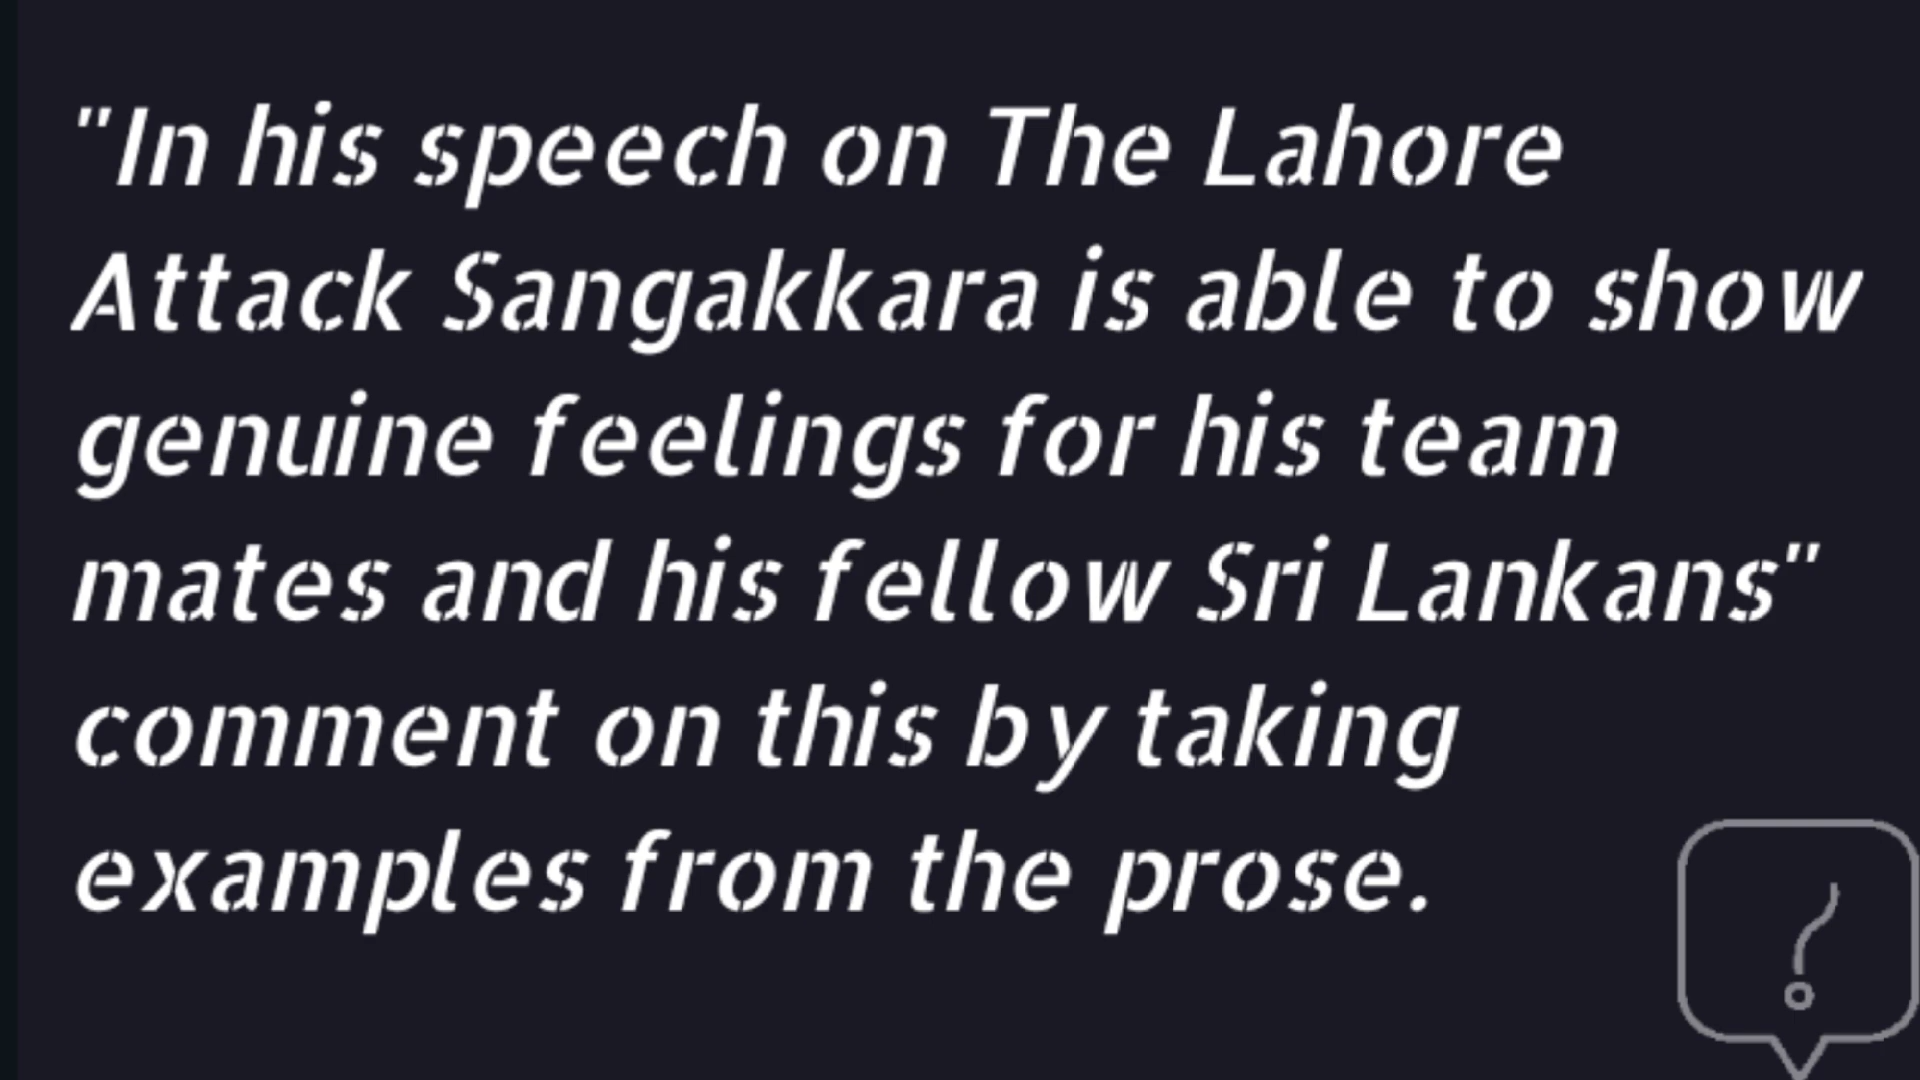 "In his speech on The Lahore
Attack Sangakkara is able to show
genuine feelings for his team
mates and his fellow Sri Lankans"
comment on this by taking
examples from the prose.